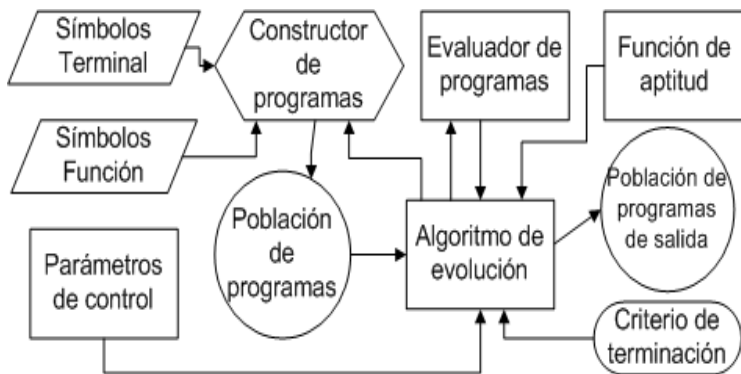 Símbolos
Terminal
Constructor
de
programas
Evaluador de
programas
Función de
aptitud
Símbolos
Función
Población
de
programas
Algoritmo de
evolución
Población de
programas
de salida
Parámetros
de control
Criterio de
terminación